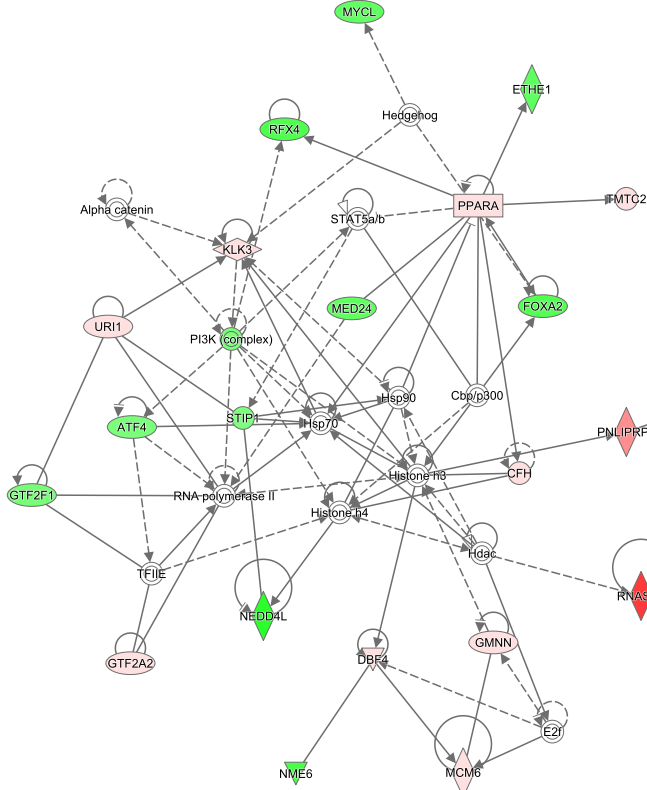 MYCL
ETHE1
Hedgehog
RFX4
PPARA
TMTC2
Alpha catenin
STAT5a/b
KLK3
MED24
FOXA2
URI1
PI3K (complex)
Hsp90
Cbp/p300
ATF4
STIP1
Hsp70
PNLIPRP
Histone h3
CFH
GTF2F1
RNA polymerase II
Histone h4
Hdac
TFIIE
RNAS
NEDD4L
GMNN
GTF2A2
DBF4
E2f
NME6
MCM6